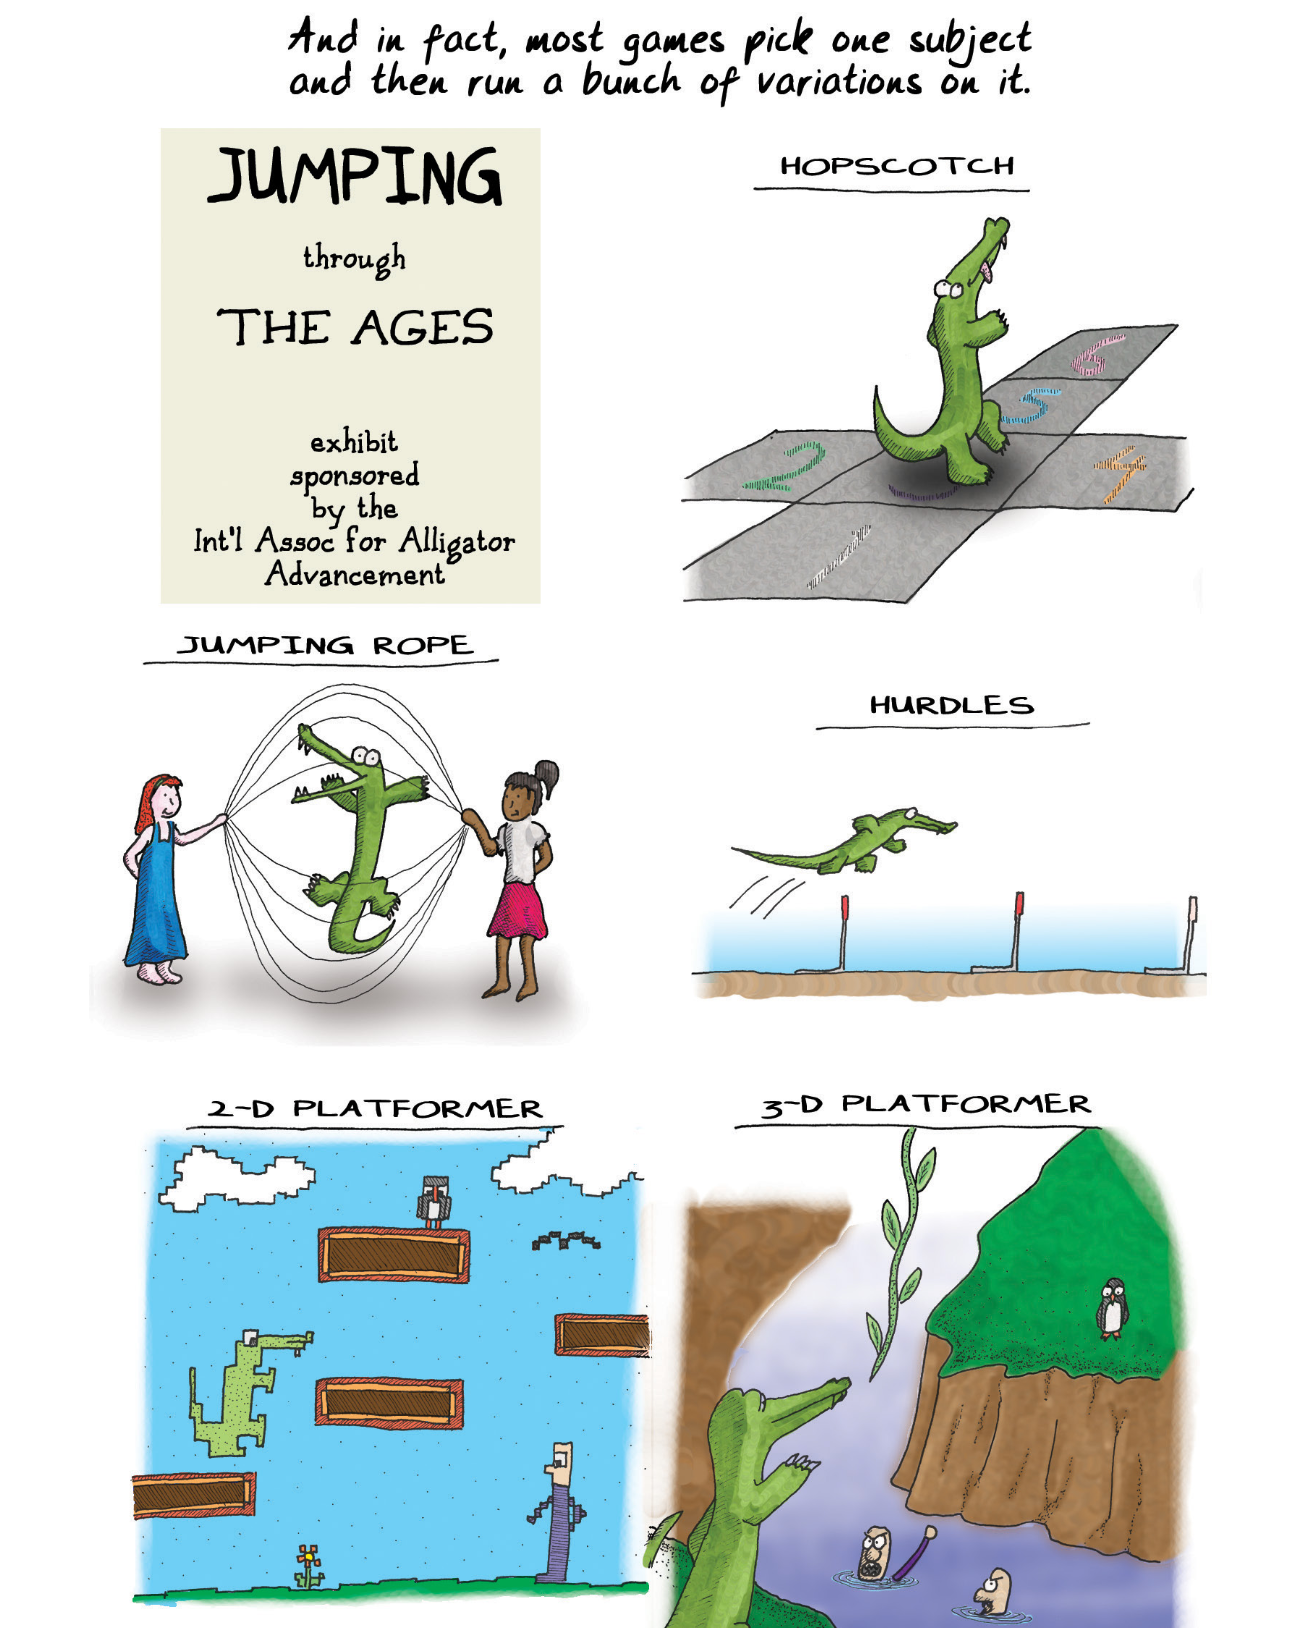 And in fact, most games pick one subject
and then run a bunch of variations on it.
JUMPING
through
THE AGES
exhibit
sponsored
by the
Int'l Assoc for Alligator
Advancement
HOPSCOTCH
6
5
2
4
1
JUMPING ROPE
HURDLES
2-D PLATFORMER
3-D PLATFORMER